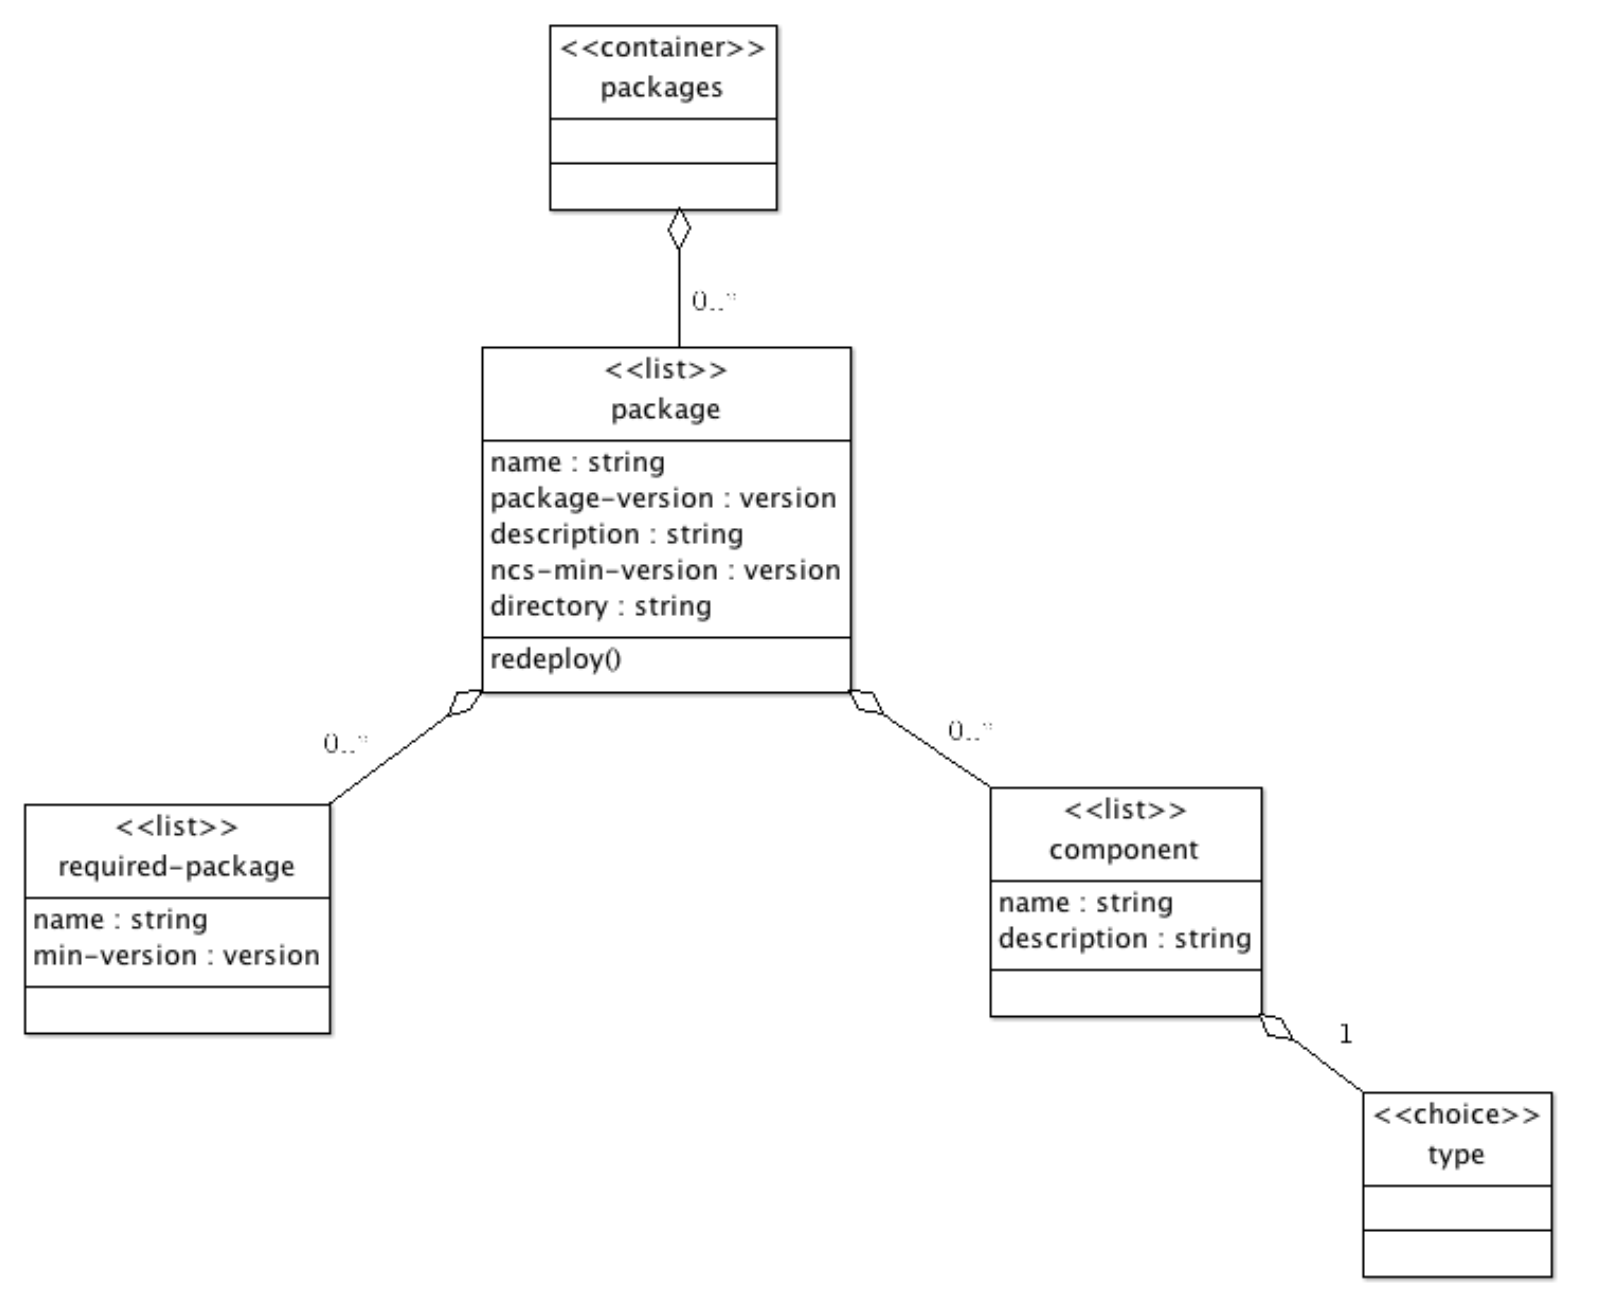 <<container>>
packages
0..*
<<list>>
package
name : string
package-version : version
description : string
ncs-min-version : version
directory : string
redeploy()
0..*
0..*
<<list>>
required-package
name : string
min-version : version
<<list>>
component
name : string
description : string
1
<<choice>>
type